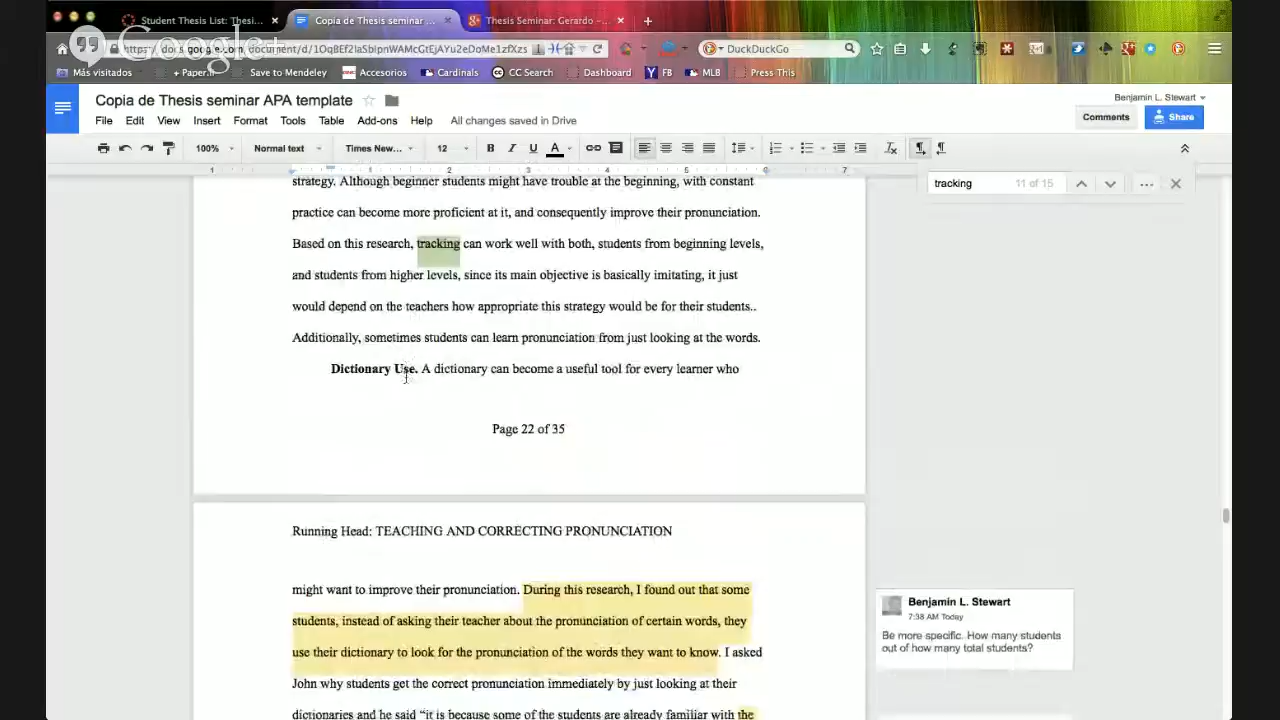 Student Thesis List: Thesi...
Copia de Thesis seminar ...
Thesis Seminar: Gerardo – ...
Google+
DuckDuckGo
Más visitados
+ Paper.li
Save to Mendeley
Accesorios
Cardinals
CC Search
Dashboard
FB
MLB
Press This
Copia de Thesis seminar APA template
Benjamin L. Stewart
File Edit View Insert Format Tools Table Add-ons Help All changes saved in Drive
Comments
Share
100% Normal text Times New... 12 B I U A
1 1 2 3 4 5 6 7
tracking 11 of 15
strategy. Although beginner students might have trouble at the beginning, with constant
practice can become more proficient at it, and consequently improve their pronunciation.
Based on this research, tracking can work well with both, students from beginning levels,
and students from higher levels, since its main objective is basically imitating, it just
would depend on the teachers how appropriate this strategy would be for their students..
Additionally, sometimes students can learn pronunciation from just looking at the words.
Dictionary Use. A dictionary can become a useful tool for every learner who
Page 22 of 35
Running Head: TEACHING AND CORRECTING PRONUNCIATION
might want to improve their pronunciation. During this research, I found out that some
students, instead of asking their teacher about the pronunciation of certain words, they
use their dictionary to look for the pronunciation of the words they want to know. I asked
John why students get the correct pronunciation immediately by just looking at their
dictionaries and he said “it is because some of the students are already familiar with the
Benjamin L. Stewart
7:38 AM Today
Be more specific. How many students
out of how many total students?